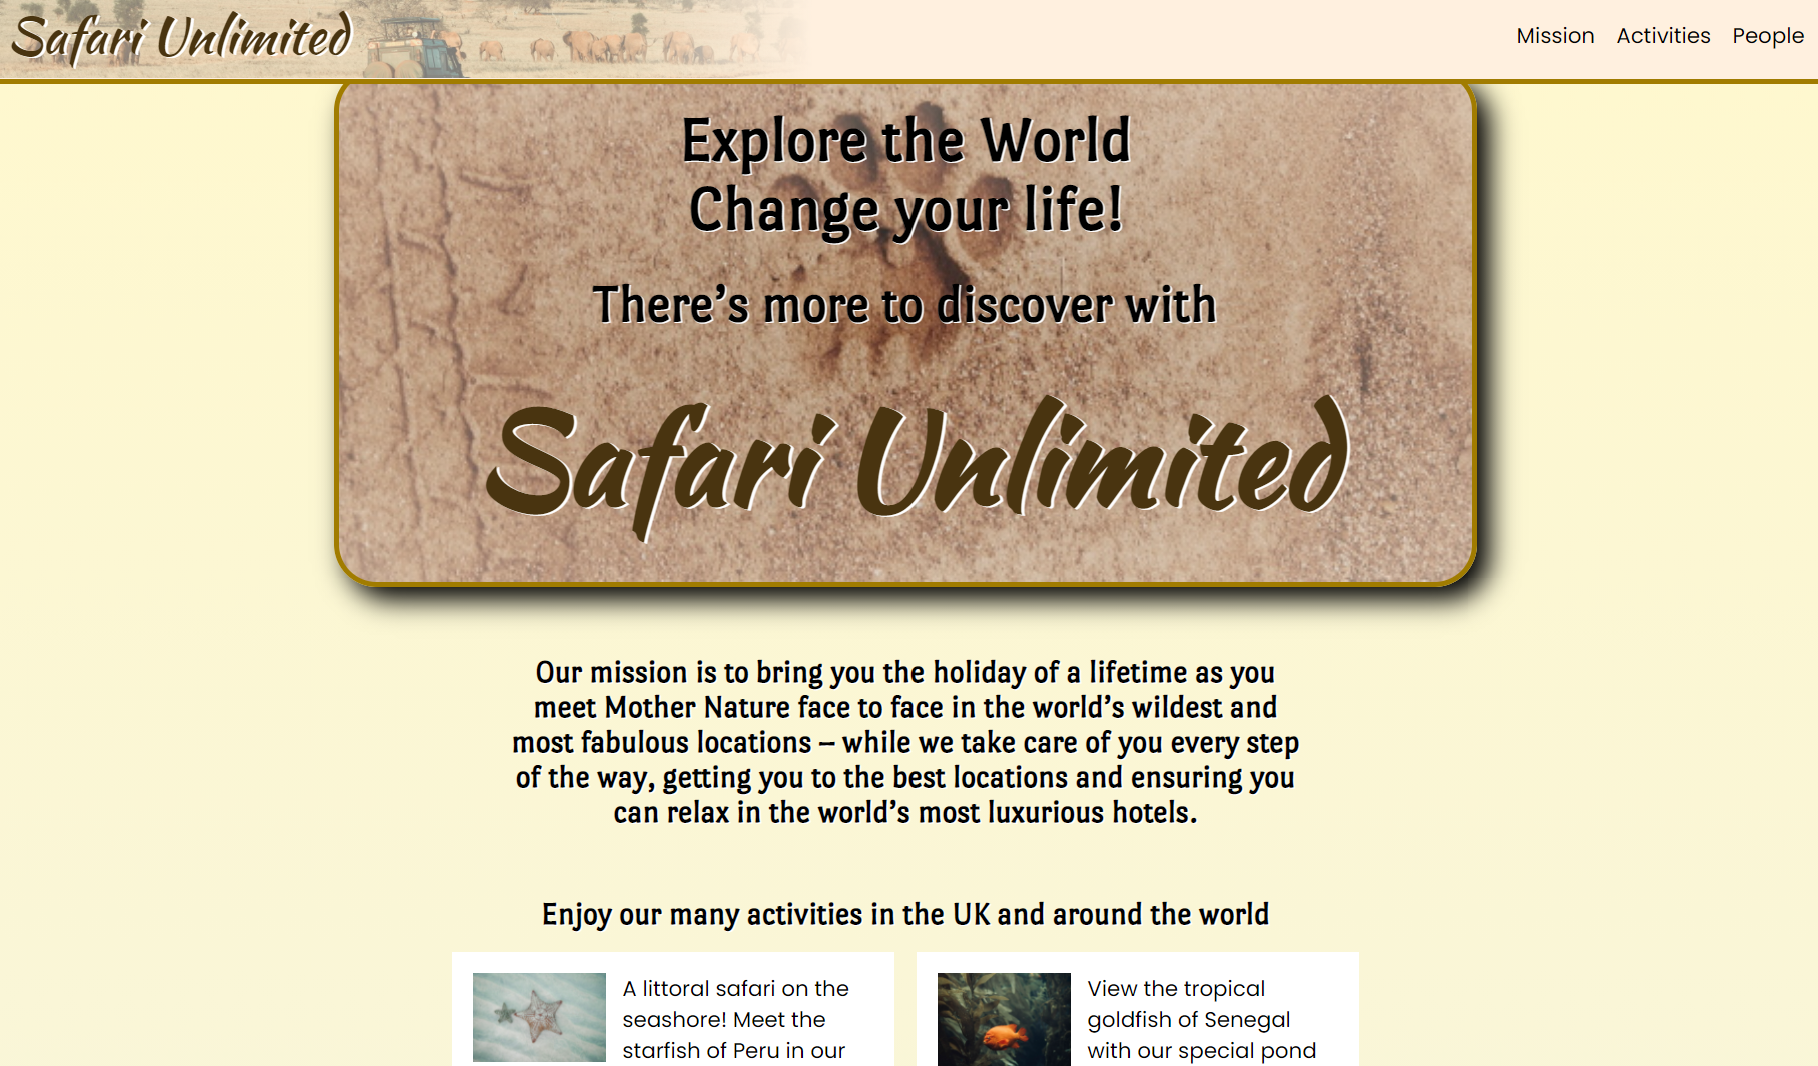 Safari Unlimited
Mission Activities People
Explore the World
Change your life!
There’s more to discover with
Safari Unlimited
Our mission is to bring you the holiday of a lifetime as you
meet Mother Nature face to face in the world’s wildest and
most fabulous locations – while we take care of you every step
of the way, getting you to the best locations and ensuring you
can relax in the world’s most luxurious hotels.
Enjoy our many activities in the UK and around the world
A littoral safari on the
seashore! Meet the
starfish of Peru in our
View the tropical
goldfish of Senegal
with our special pond